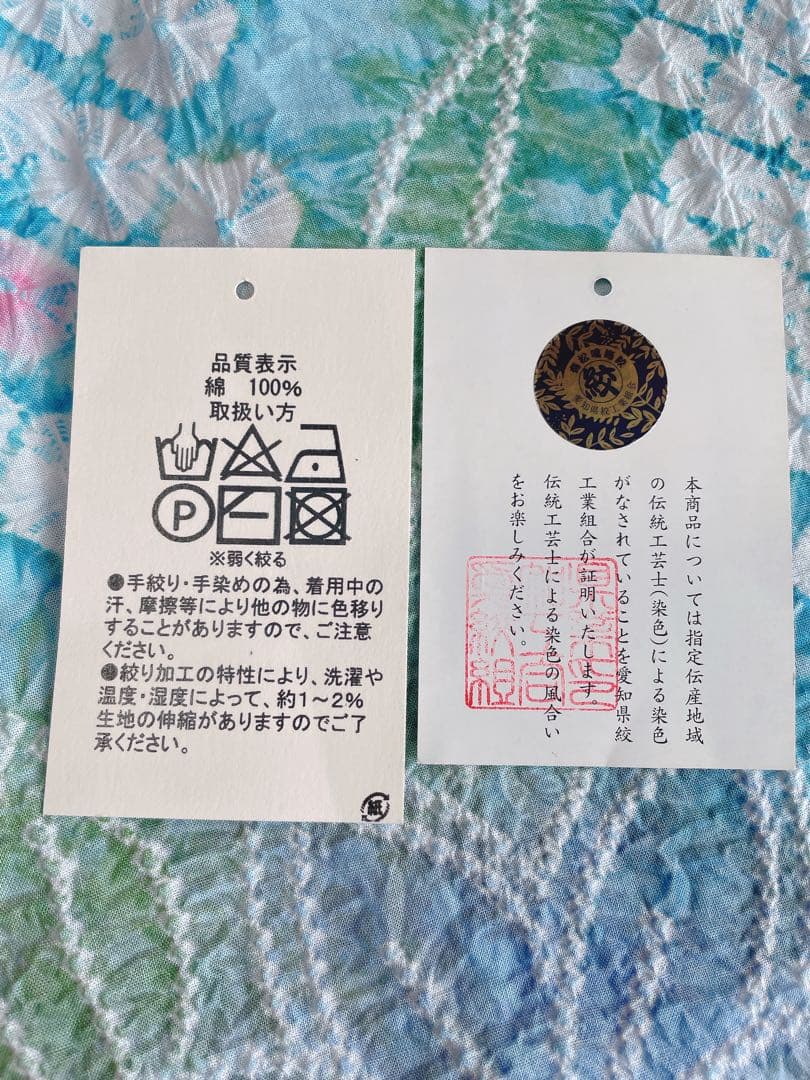 品質表示
綿 100%
取扱い方
P
※弱く絞る
●手絞り・手染めの為、着用中の
汗、摩擦等により他の物に色移り
することがありますので、ご注意
ください。
●絞り加工の特性により、洗濯や
温度・湿度によって、約1～2%
生地の伸縮がありますのでご了
承ください。
紙
絞
愛知県絞工業組合
本商品については指定伝産地域
の伝統工芸士(染色)による染色
がなされていることを愛知県絞
工業組合が証明いたします。
伝統工芸士による染色の風合い
をお楽しみください。